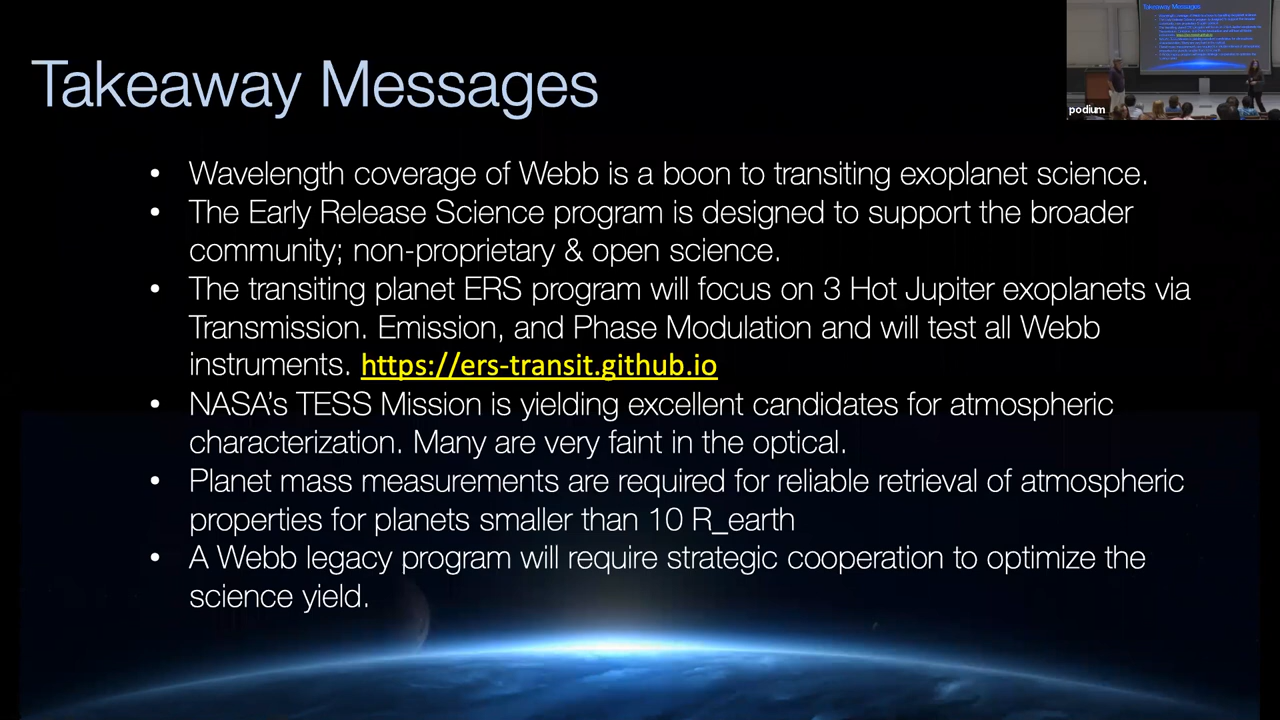 Takeaway Messages
Takeaway Messages
podium
• Wavelength coverage of Webb is a boon to transiting exoplanet science.
• The Early Release Science program is designed to support the broader
community; non-proprietary & open science.
• The transiting planet ERS program will focus on 3 Hot Jupiter exoplanets via
Transmission. Emission, and Phase Modulation and will test all Webb
instruments. https://ers-transit.github.io
• NASA's TESS Mission is yielding excellent candidates for atmospheric
characterization. Many are very faint in the optical.
• Planet mass measurements are required for reliable retrieval of atmospheric
properties for planets smaller than 10 R_earth
• A Webb legacy program will require strategic cooperation to optimize the
science yield.